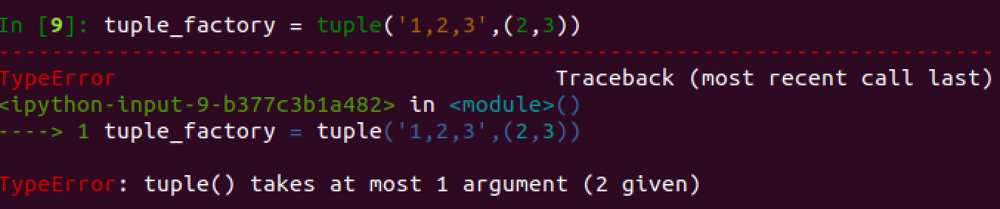 In [9]: tuple_factory = tuple('1,2,3',(2,3))
---------------------------------------------------------------------------
TypeError                                 Traceback (most recent call last)
<ipython-input-9-b377c3b1a482> in <module>()
----> 1 tuple_factory = tuple('1,2,3',(2,3))
TypeError: tuple() takes at most 1 argument (2 given)